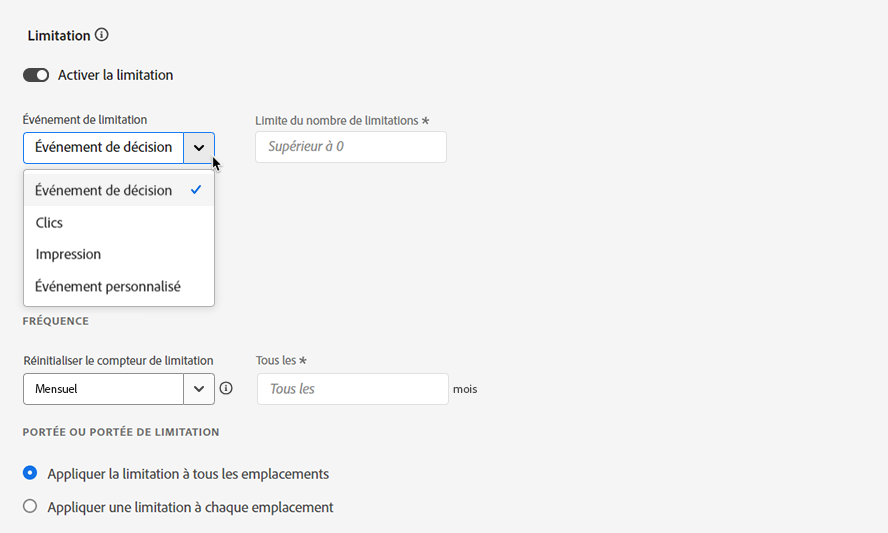 Limitation
Activer la limitation
Événement de limitation
Limite du nombre de limitations *
Événement de décision
Supérieur à 0
Événement de décision
Clics
Impression
Événement personnalisé
FRÉQUENCE
Réinitialiser le compteur de limitation
Tous les *
Mensuel
Tous les
mois
PORTÉE OU PORTÉE DE LIMITATION
Appliquer la limitation à tous les emplacements
Appliquer une limitation à chaque emplacement